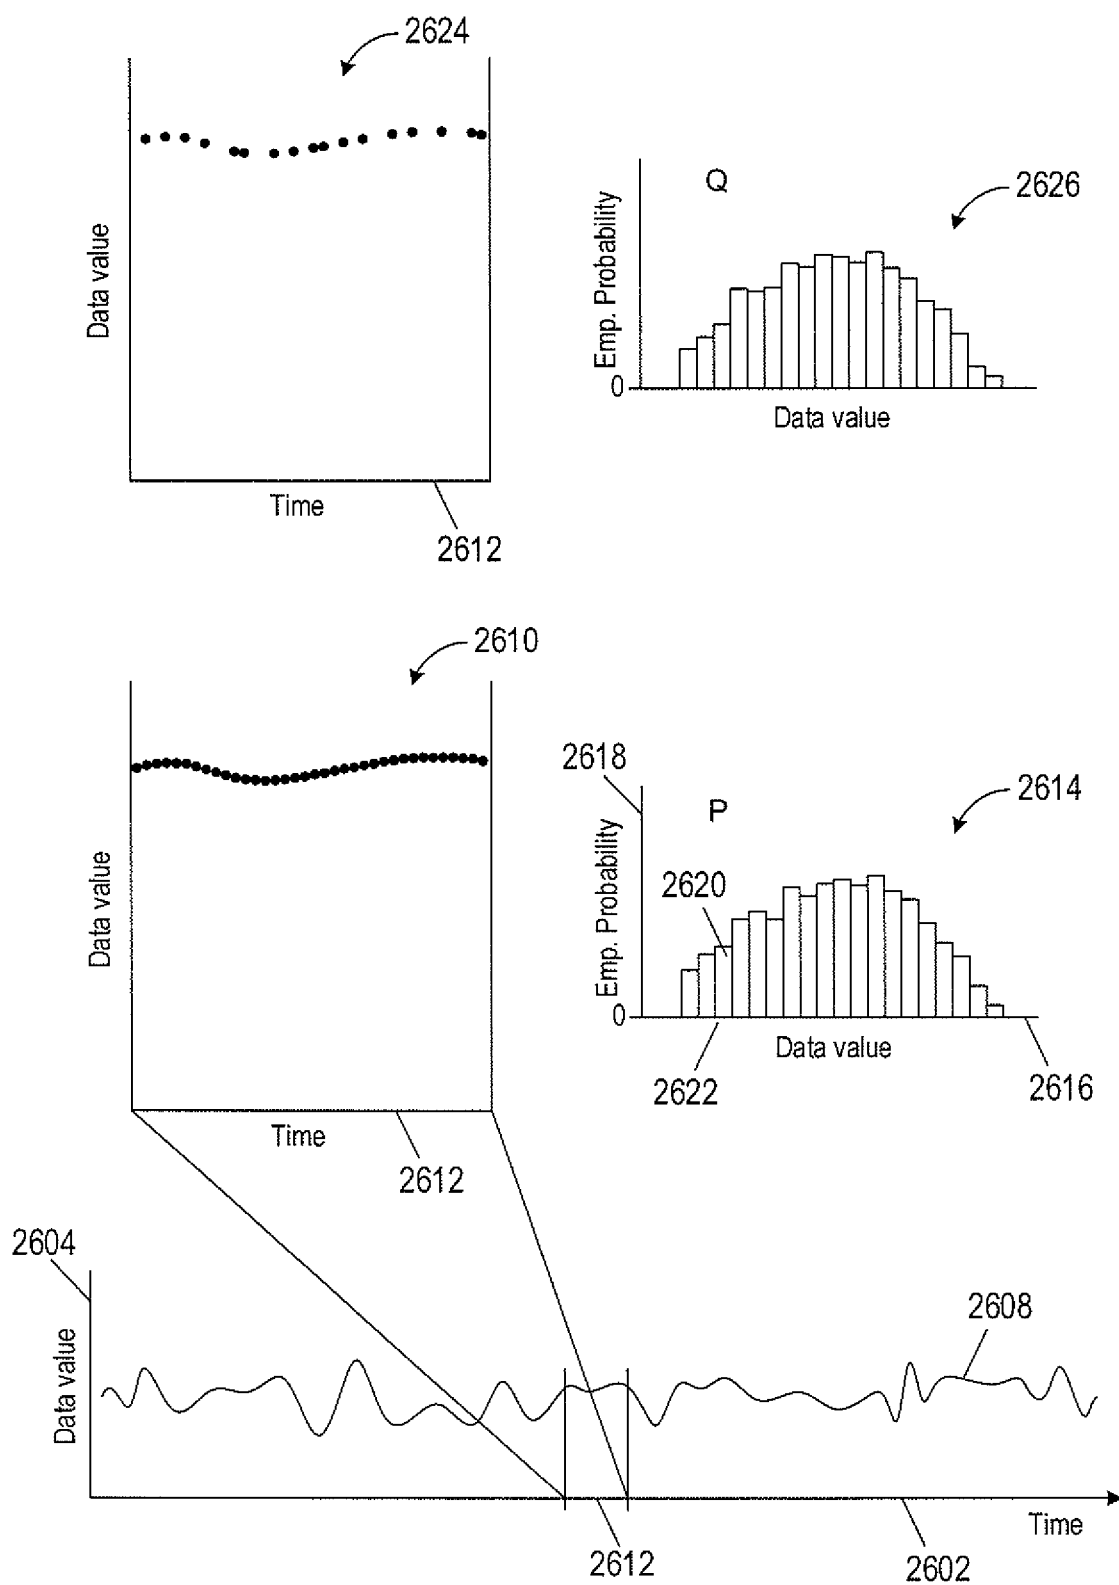 2624
Data value
Time
2612
Q
2626
Emp. Probability
0
Data value
2610
Data value
Time
2612
2618
P
2614
2620
Emp. Probability
0
Data value
2622
2616
2604
Data value
2608
Time
2612
2602